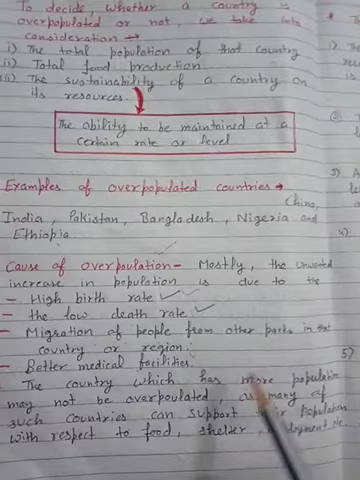 To decide, whether a country is
overpopulated or not, we take into
consideration →
i) The total population of that country
ii) Total food production
iii) The sustainability of a country on
its resources.
The ability to be maintained at a
certain rate or level
Examples of overpopulated countries →
China,
India, Pakistan, Bangladesh, Nigeria and
Ethiopia
Cause of overpoulation - Mostly, the unwanted
increase in population is due to the
- High birth rate
- the low death rate
- Migration of people from other parts in that
country or region.
- Better medical facilities.
The country which has more population
may not be overpoulated, as many of
such countries can support their Population
with respect to food, shelter,